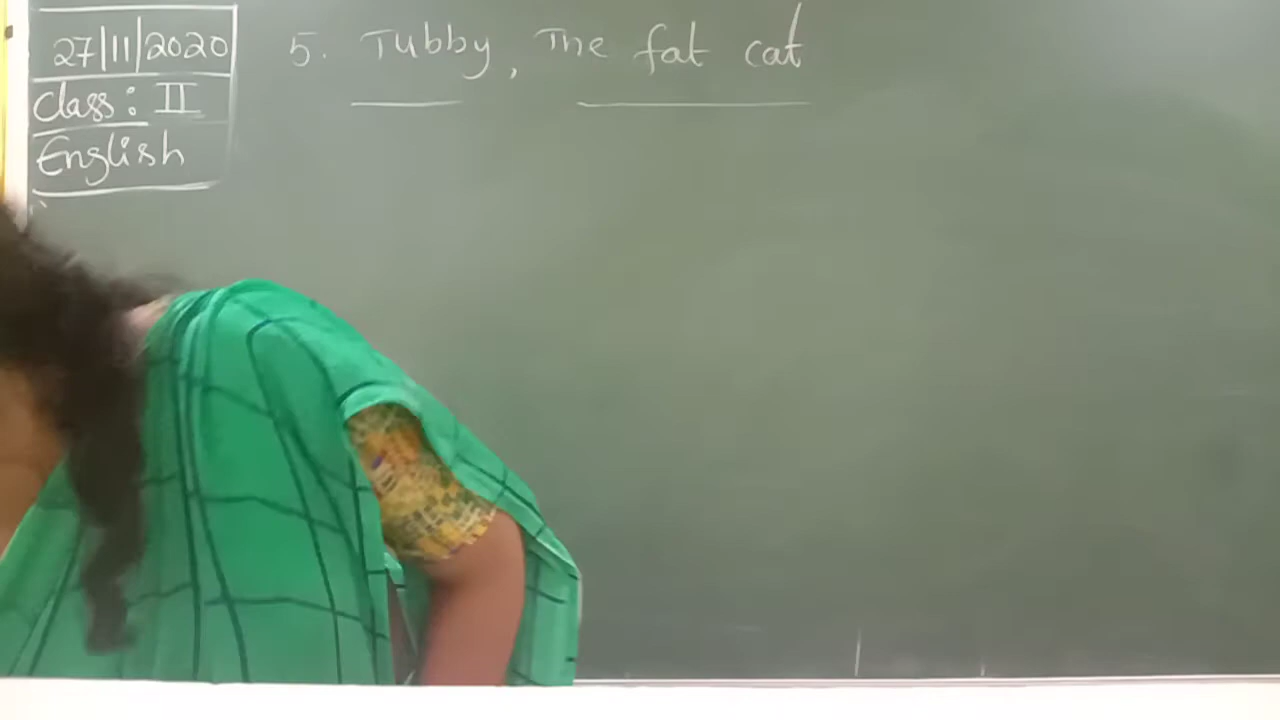 27/11/2020
Class: II
English
5. Tubby, The fat cat